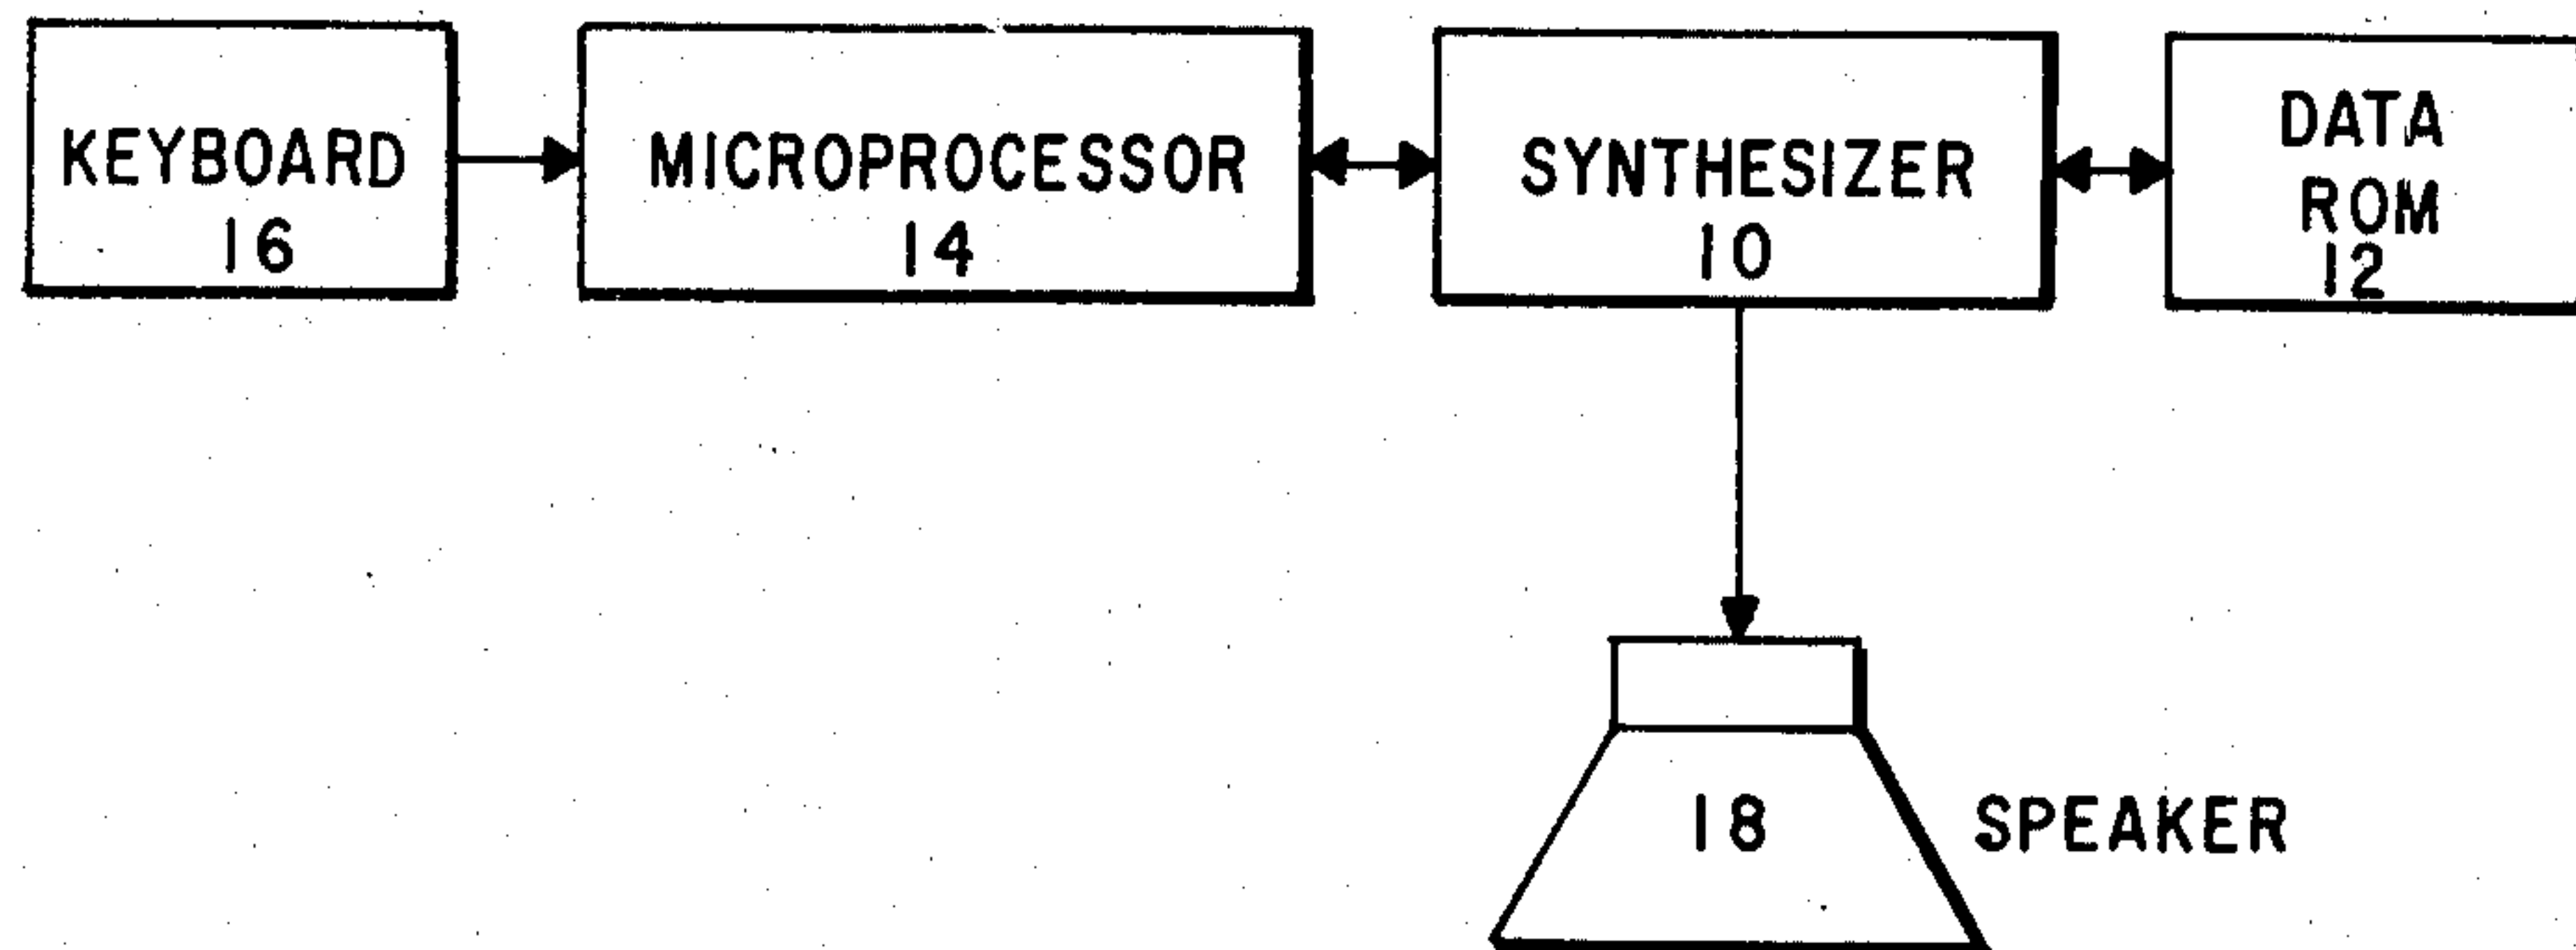 KEYBOARD
16
MICROPROCESSOR
14
SYNTHESIZER
10
DATA
ROM
12
18
SPEAKER